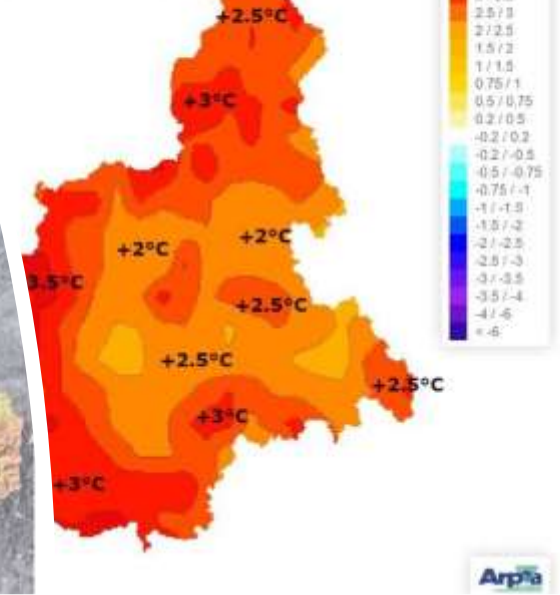 +2.5°C
+3°C
+2°C
+2°C
3.5°C
+2.5°C
+2.5°C
+2.5°C
+3°C
+3°C
2.5 / 3
2 / 2.5
1.5 / 2
1 / 1.5
0.75 / 1
0.5 / 0.75
0.2 / 0.5
-0.2 / 0.2
-0.2 / -0.5
-0.5 / -0.75
-0.75 / -1
-1 / -1.5
-1.5 / -2
-2 / -2.5
-2.5 / -3
-3 / -3.5
-3.5 / -4
-4 / -6
< -6
Arpa